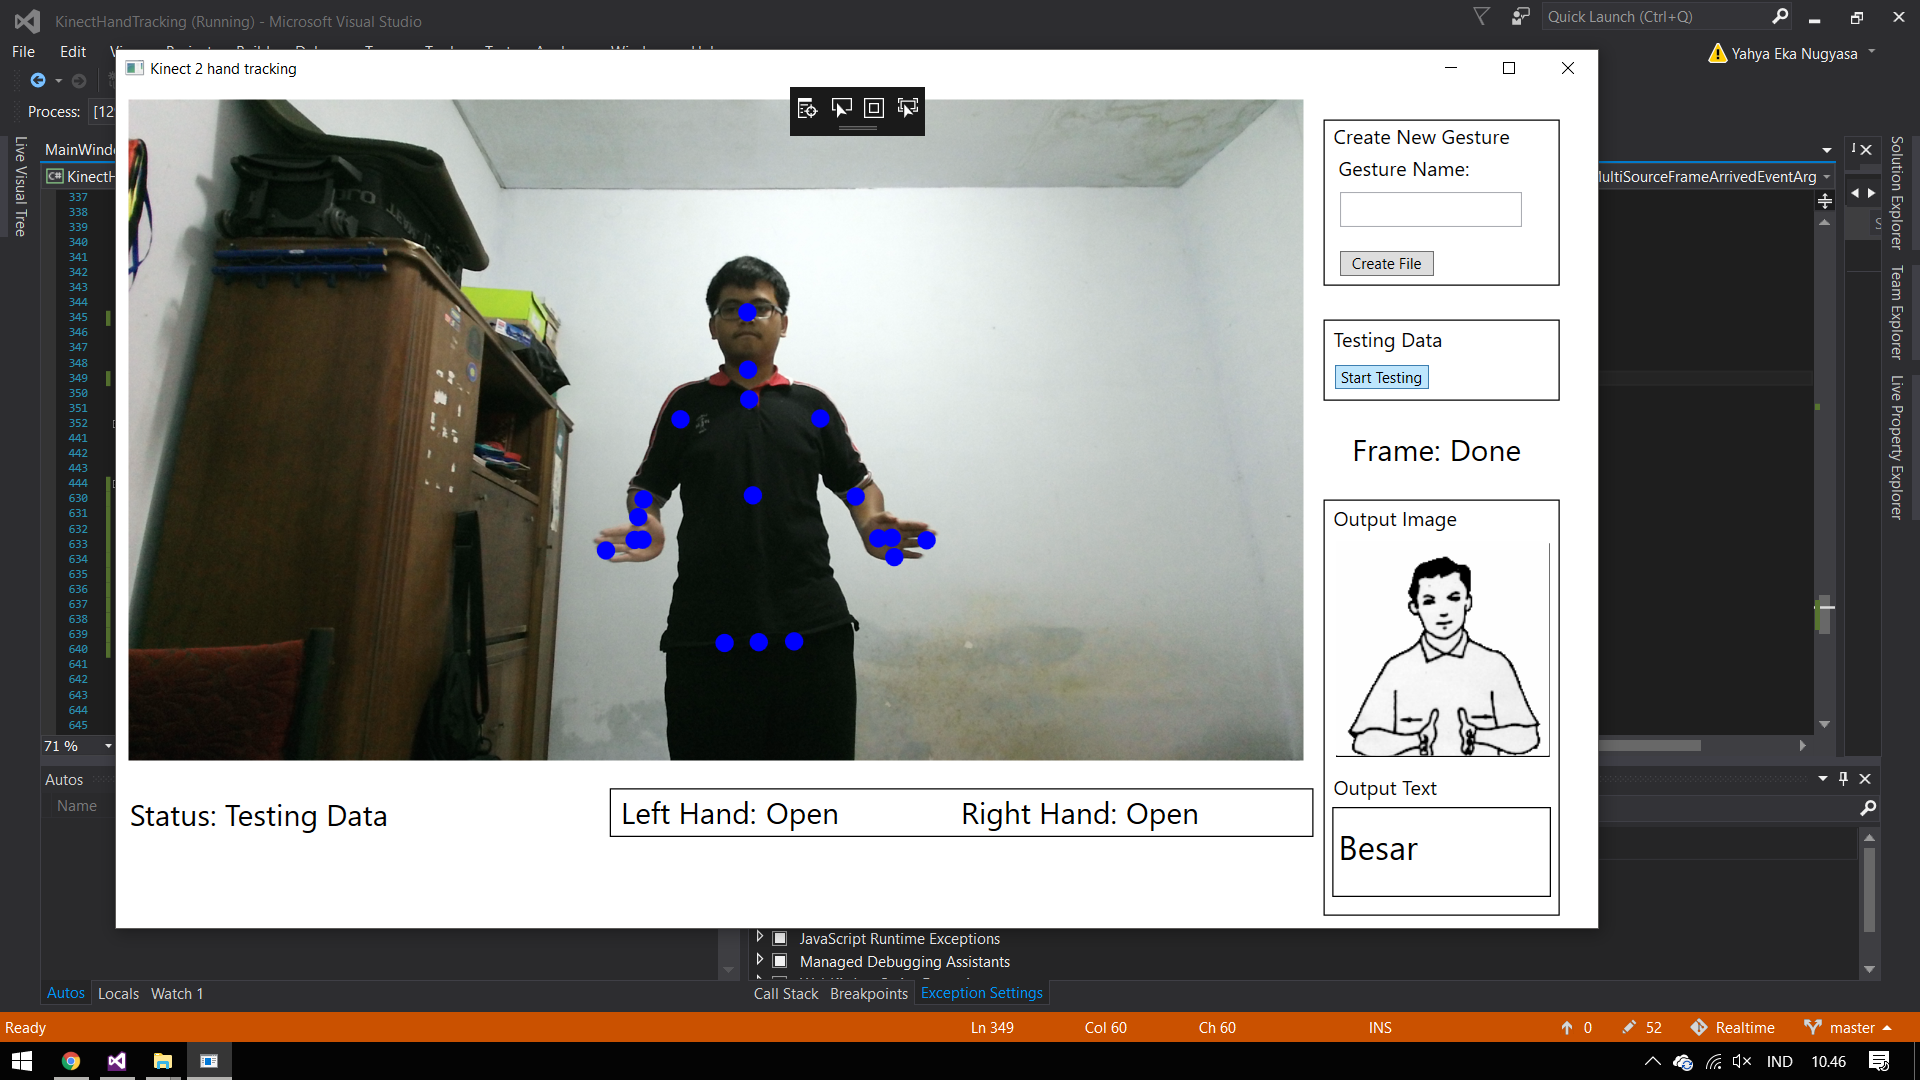 KinectHandTracking (Running) - Microsoft Visual Studio
Quick Launch (Ctrl+Q)
File Edit
Yahya Eka Nugyasa
Process:
Kinect 2 hand tracking
Live Visual Tree
MainWindo
KinectH
MultiSourceFrameArrivedEventArg
337
338
339
340
341
342
343
344
345
346
347
348
349
350
351
352
441
442
443
444
630
631
632
633
634
635
636
637
638
639
640
641
642
643
644
645
71 %
Create New Gesture
Gesture Name:
Create File
Testing Data
Start Testing
Frame: Done
Output Image
Output Text
Besar
Status: Testing Data
Left Hand: Open Right Hand: Open
Solution Explorer
Team Explorer
Live Property Explorer
Autos
Name
JavaScript Runtime Exceptions
Managed Debugging Assistants
Autos Locals Watch 1
Call Stack Breakpoints Exception Settings
Ready Ln 349 Col 60 Ch 60 INS 0 52 Realtime master
IND 10.46